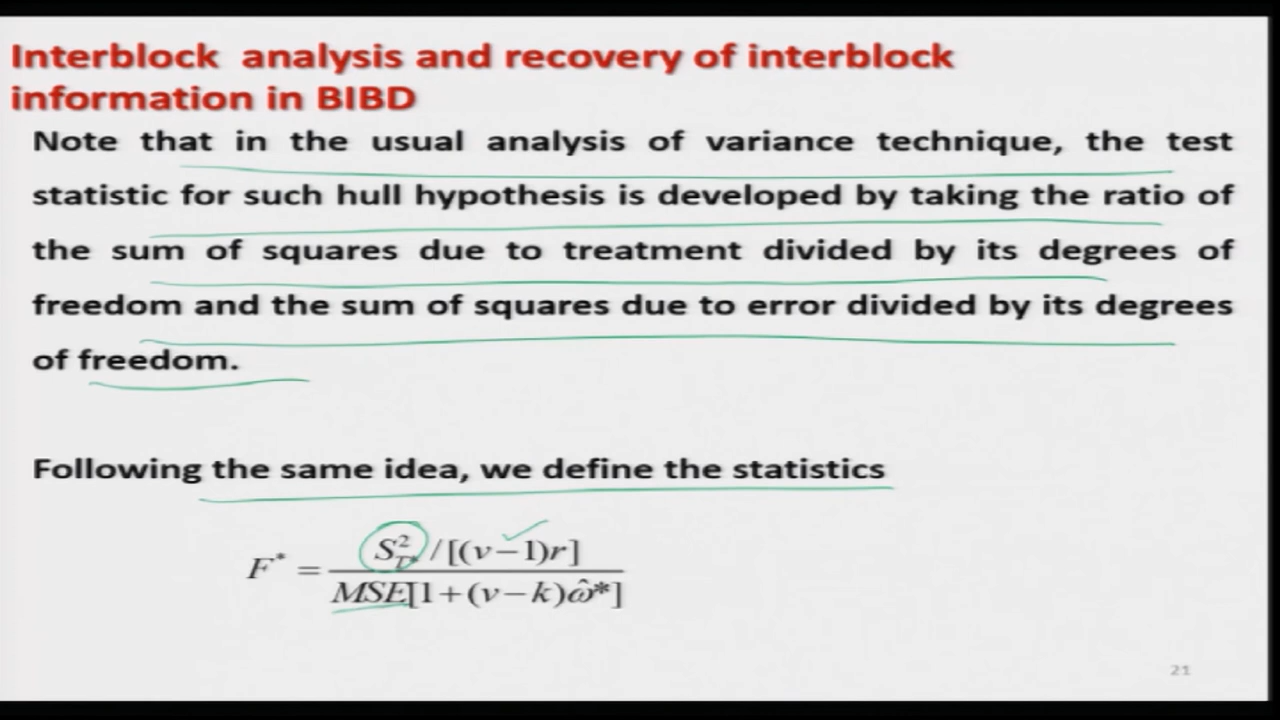 Interblock analysis and recovery of interblock
information in BIBD
Note that in the usual analysis of variance technique, the test
statistic for such hull hypothesis is developed by taking the ratio of
the sum of squares due to treatment divided by its degrees of
freedom and the sum of squares due to error divided by its degrees
of freedom.
Following the same idea, we define the statistics
F* = S²_T* / [(v−1)r]
MSE[1+(v−k)ω̂*]
21